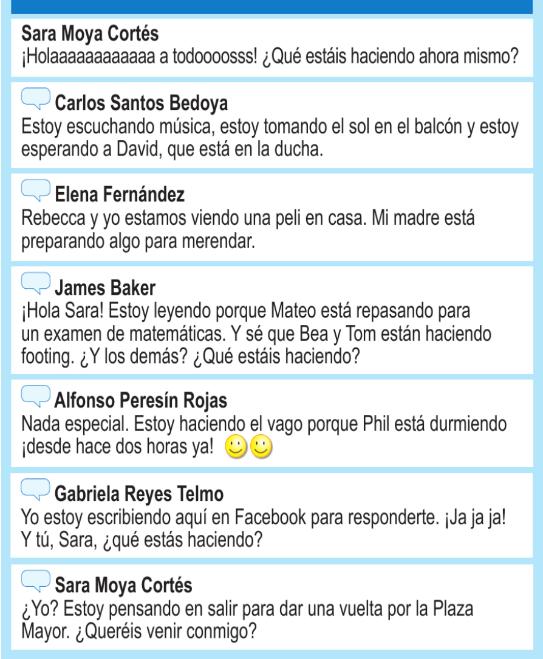 Sara Moya Cortés
¡Holaaaaaaaaaaaa a todoooosss! ¿Qué estáis haciendo ahora mismo?
Carlos Santos Bedoya
Estoy escuchando música, estoy tomando el sol en el balcón y estoy
esperando a David, que está en la ducha.
Elena Fernández
Rebecca y yo estamos viendo una peli en casa. Mi madre está
preparando algo para merendar.
James Baker
¡Hola Sara! Estoy leyendo porque Mateo está repasando para
un examen de matemáticas. Y sé que Bea y Tom están haciendo
footing. ¿Y los demás? ¿Qué estáis haciendo?
Alfonso Peresín Rojas
Nada especial. Estoy haciendo el vago porque Phil está durmiendo
¡desde hace dos horas ya!
Gabriela Reyes Telmo
Yo estoy escribiendo aquí en Facebook para responderte. ¡Ja ja ja!
Y tú, Sara, ¿qué estás haciendo?
Sara Moya Cortés
¿Yo? Estoy pensando en salir para dar una vuelta por la Plaza
Mayor. ¿Queréis venir conmigo?